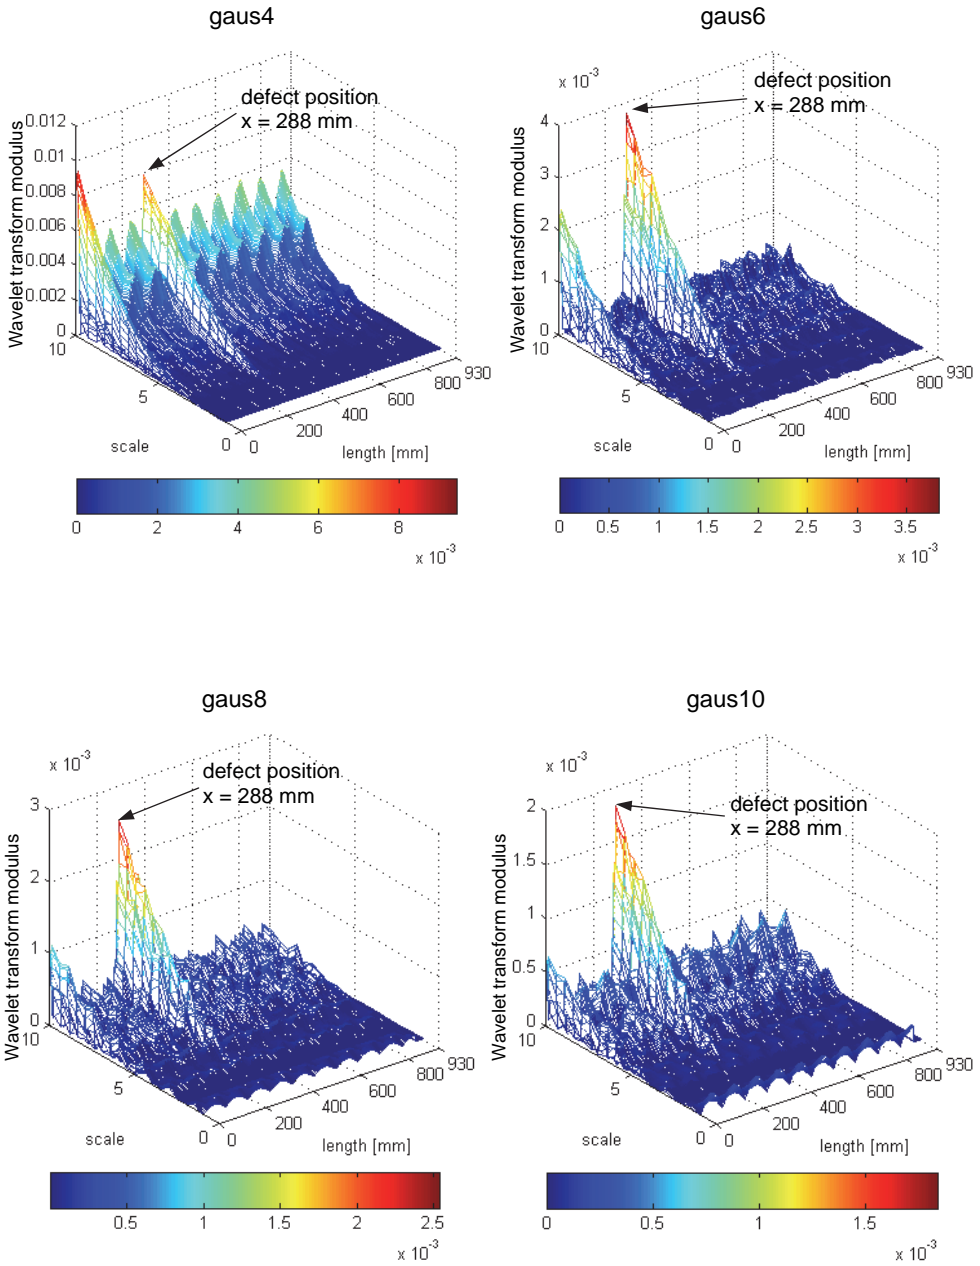 gaus4
defect position
x = 288 mm
Wavelet transform modulus
0.012
0.01
0.008
0.006
0.004
0.002
0
10
5
0
scale
0
200
400
600
800
930
length [mm]
0 2 4 6 8
x 10-3
gaus6
x 10-3
defect position
x = 288 mm
Wavelet transform modulus
4
3
2
1
0
10
5
0
scale
0
200
400
600
800
930
length [mm]
0 0.5 1 1.5 2 2.5 3 3.5
x 10-3
gaus8
x 10-3
defect position
x = 288 mm
Wavelet transform modulus
3
2
1
0
10
5
0
scale
0
200
400
600
800
930
length [mm]
0.5 1 1.5 2 2.5
x 10-3
gaus10
x 10-3
defect position
x = 288 mm
Wavelet transform modulus
2
1.5
1
0.5
0
10
5
0
scale
0
200
400
600
800
930
length [mm]
0 0.5 1 1.5
x 10-3